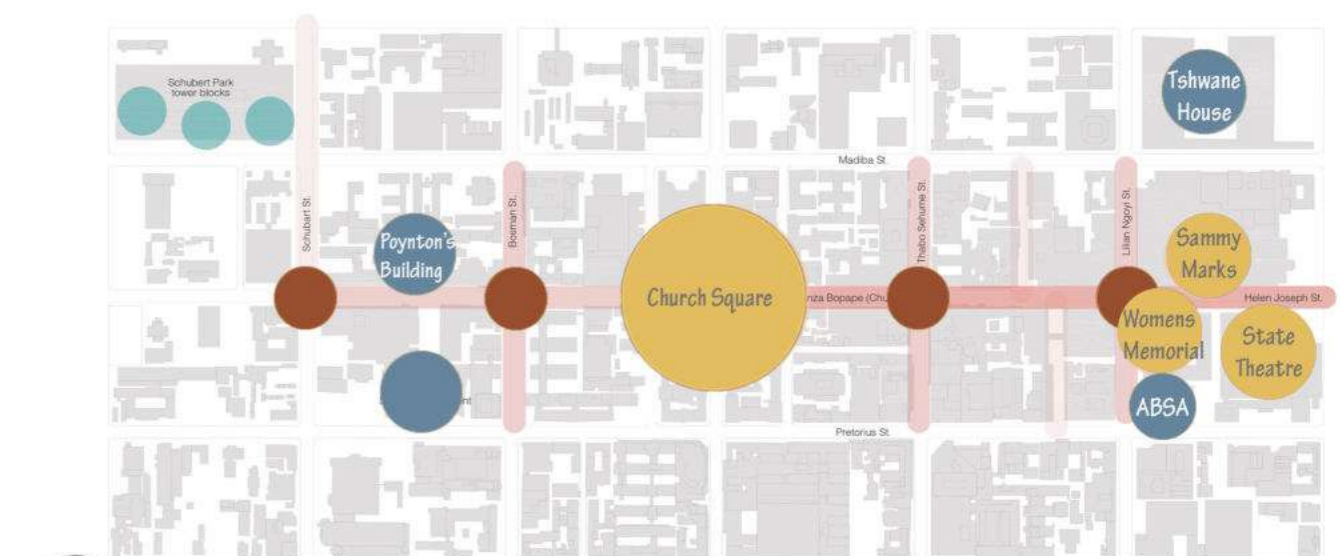 Schubert Park
tower blocks
Tshwane
House
Madiba St.
Schubart St.
Bosman St.
Thabo Sehume St.
Lilian Ngoyi St.
Poynton's
Building
Sammy
Marks
Church Square
Bopape
Helen Joseph St.
Womens
Memorial
State
Theatre
ABSA
Pretorius St.